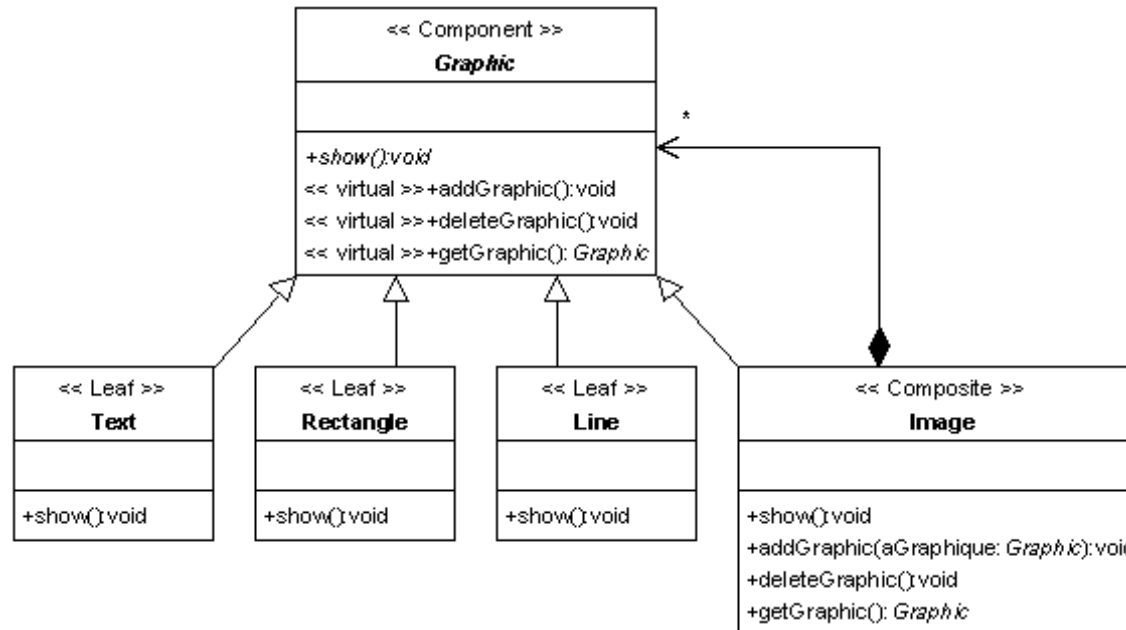 << Component >>
Graphic
*
+show():void
<< virtual >>+addGraphic():void
<< virtual >>+deleteGraphic():void
<< virtual >>+getGraphic(): Graphic
<< Leaf >>
Text
+show():void
<< Leaf >>
Rectangle
+show():void
<< Leaf >>
Line
+show():void
<< Composite >>
Image
+show():void
+addGraphic(aGraphique: Graphic):void
+deleteGraphic():void
+getGraphic(): Graphic